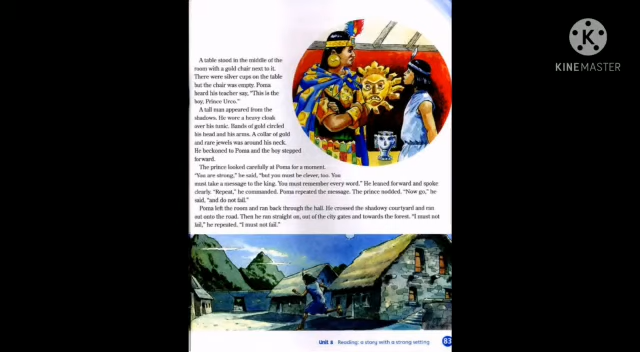 A table stood in the middle of the
room with a gold chair next to it.
There were silver cups on the table
but the chair was empty. Poma
heard his teacher say, "This is the
boy, Prince Urco."
A tall man appeared from the
shadows. He wore a heavy cloak
over his tunic. Bands of gold circled
his head and his arms. A collar of gold
and rare jewels was around his neck.
He beckoned to Poma and the boy stepped
forward.
The prince looked carefully at Poma for a moment.
"You are strong," he said, "but you must be clever, too. You
must take a message to the king. You must remember every word." He leaned forward and spoke
clearly. "Repeat," he commanded. Poma repeated the message. The prince nodded. "Now go," he
said, "and do not fail."
Poma left the room and ran back through the hall. He crossed the shadowy courtyard and ran
out onto the road. Then he ran straight on, out of the city gates and towards the forest. "I must not
fail," he repeated. "I must not fail."
Unit 8 Reading: a story with a strong setting 83
KINEMASTER